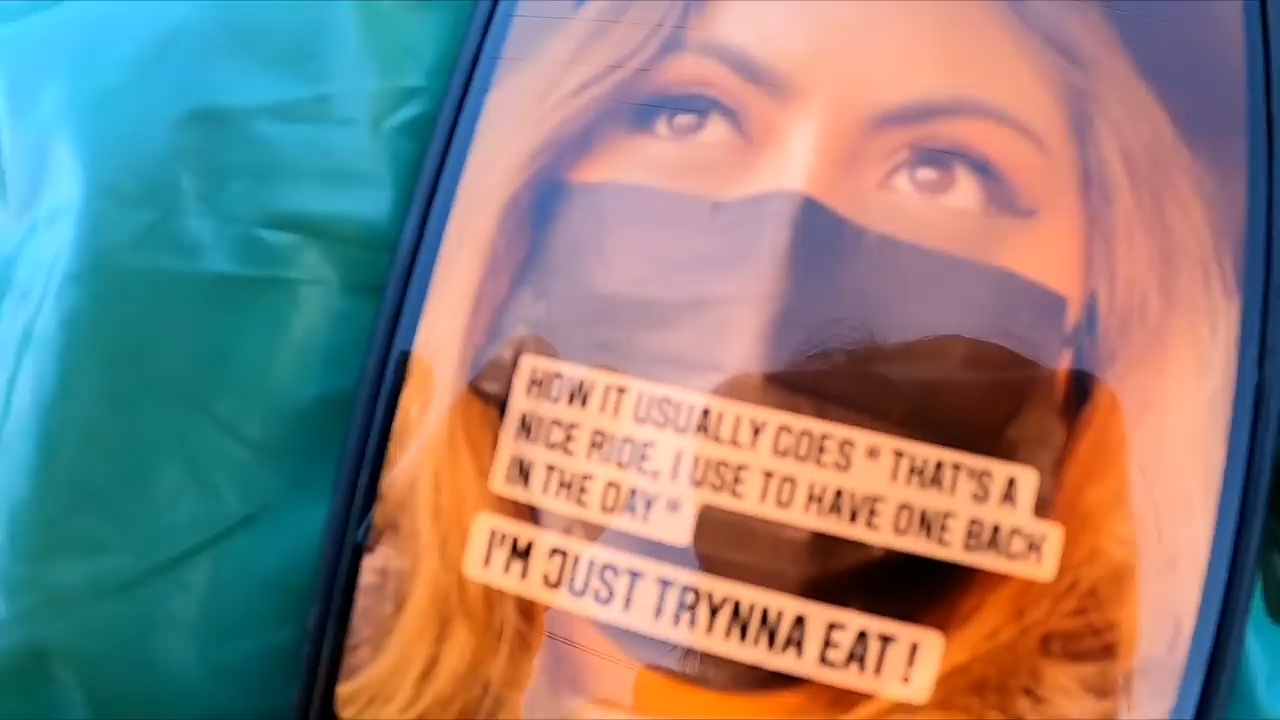 HOW IT USUALLY GOES * THAT'S A
NICE RIDE, I USE TO HAVE ONE BACK
IN THE DAY *
I'M JUST TRYNNA EAT !